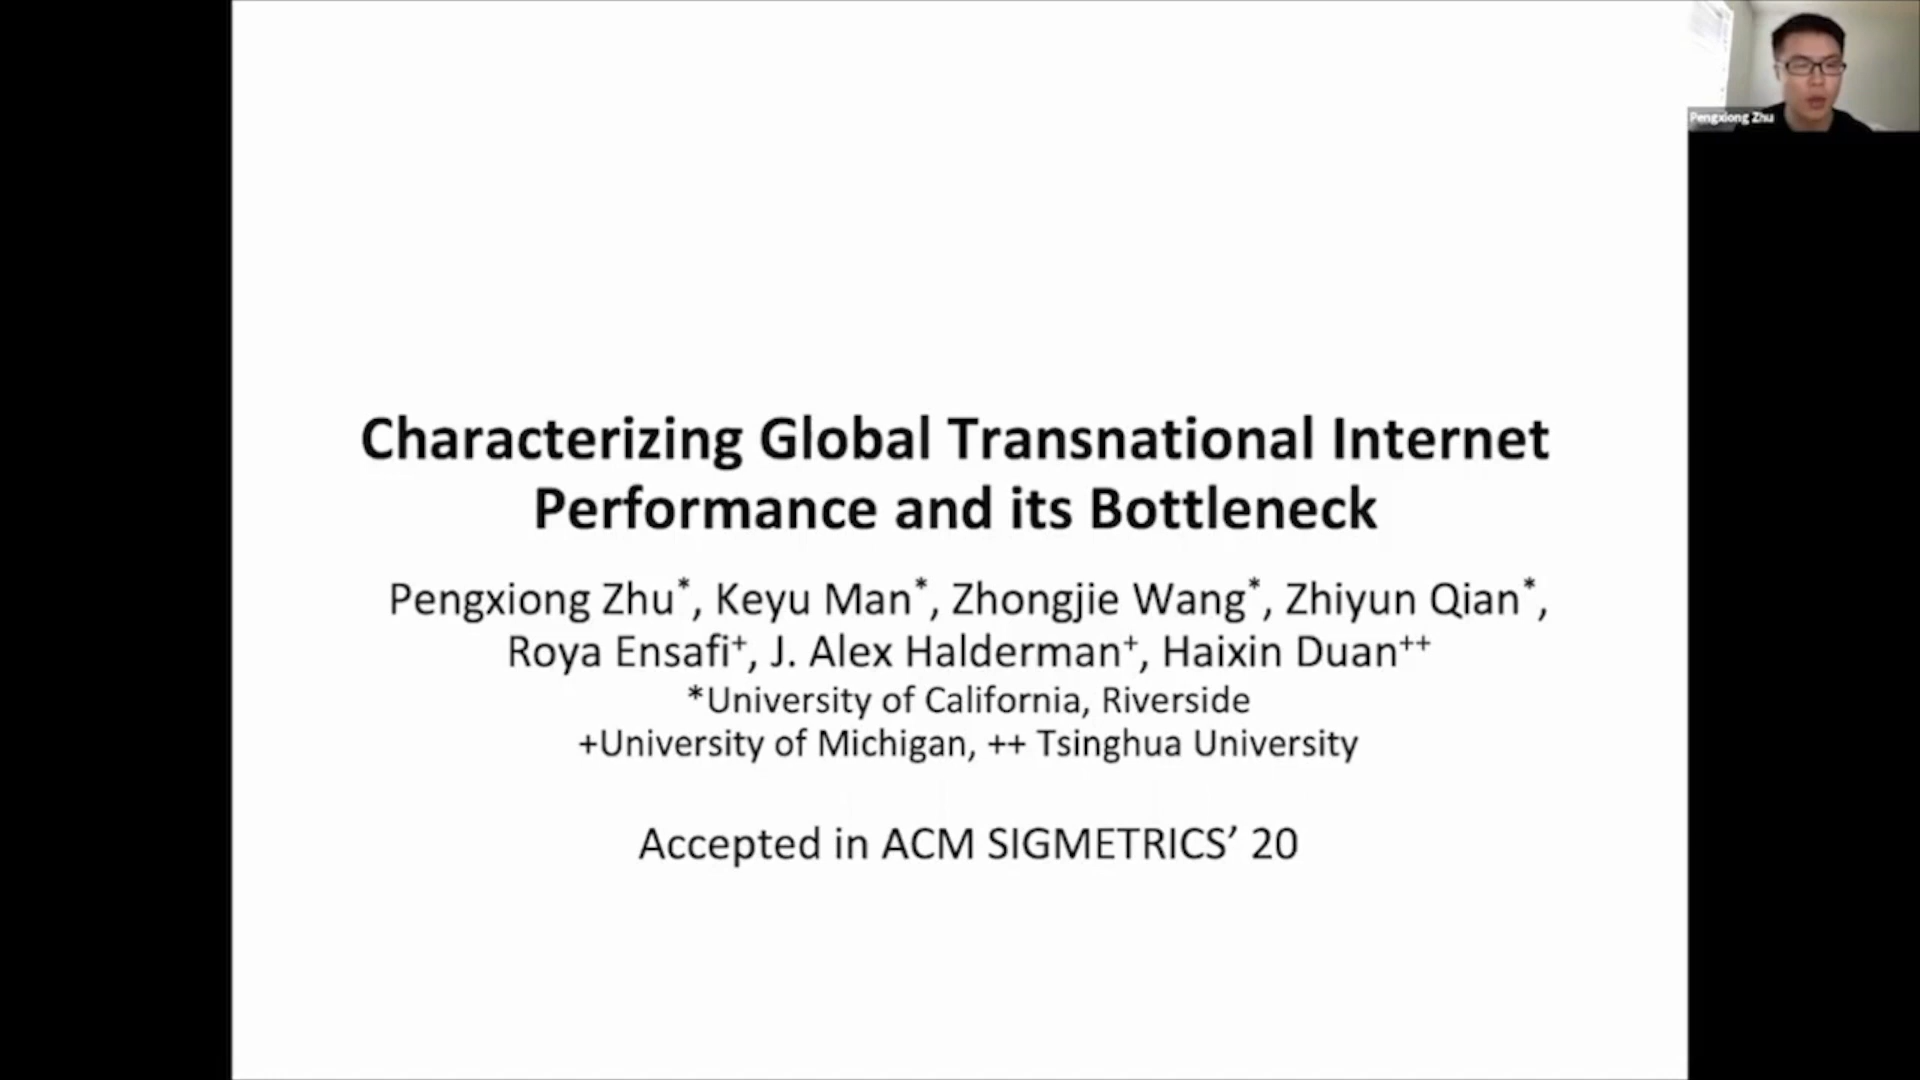 Pengxiong Zhu
Characterizing Global Transnational Internet
Performance and its Bottleneck
Pengxiong Zhu*, Keyu Man*, Zhongjie Wang*, Zhiyun Qian*,
Roya Ensafi+, J. Alex Halderman+, Haixin Duan++
*University of California, Riverside
+University of Michigan, ++ Tsinghua University
Accepted in ACM SIGMETRICS’ 20